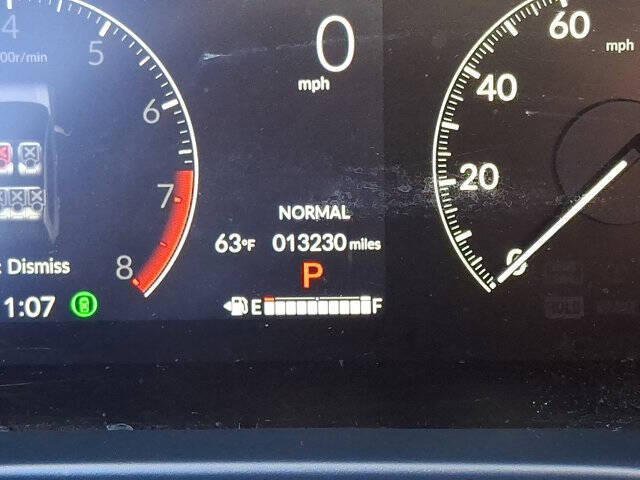 4
5
00r/min
6
7
8
: Dismiss
1:07
0
mph
NORMAL
63°F 013230 miles
P
E F
60
mph
40
20
0